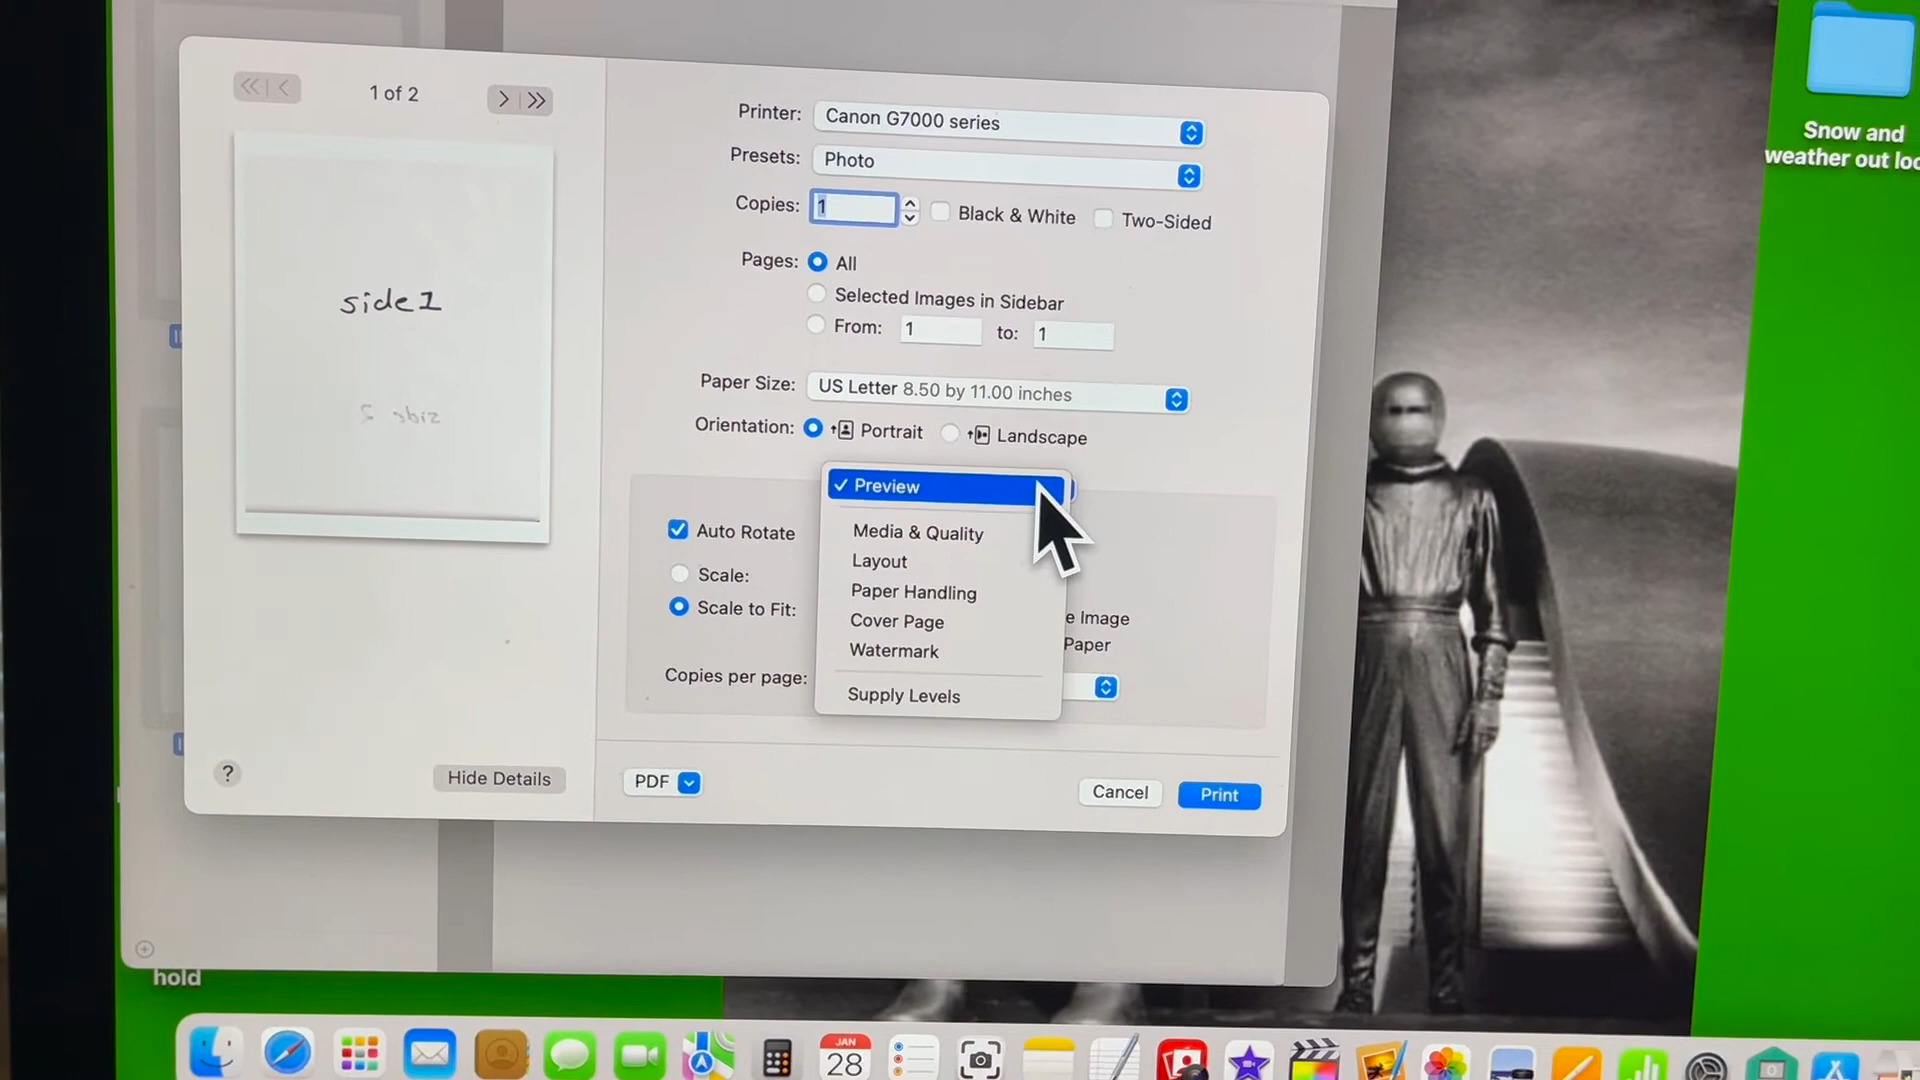 1 of 2
side 1
Printer: Canon G7000 series
Presets: Photo
Copies: 1 Black & White Two-Sided
Pages: All
Selected Images in Sidebar
From: 1 to: 1
Paper Size: US Letter 8.50 by 11.00 inches
Orientation: Portrait Landscape
✓ Preview
Auto Rotate
Media & Quality
Layout
Scale:
Paper Handling
Scale to Fit:
e Image
Cover Page
Paper
Watermark
Copies per page:
Supply Levels
?
Hide Details
PDF
Cancel
Print
hold
Snow and
weather out loo
JAN
28